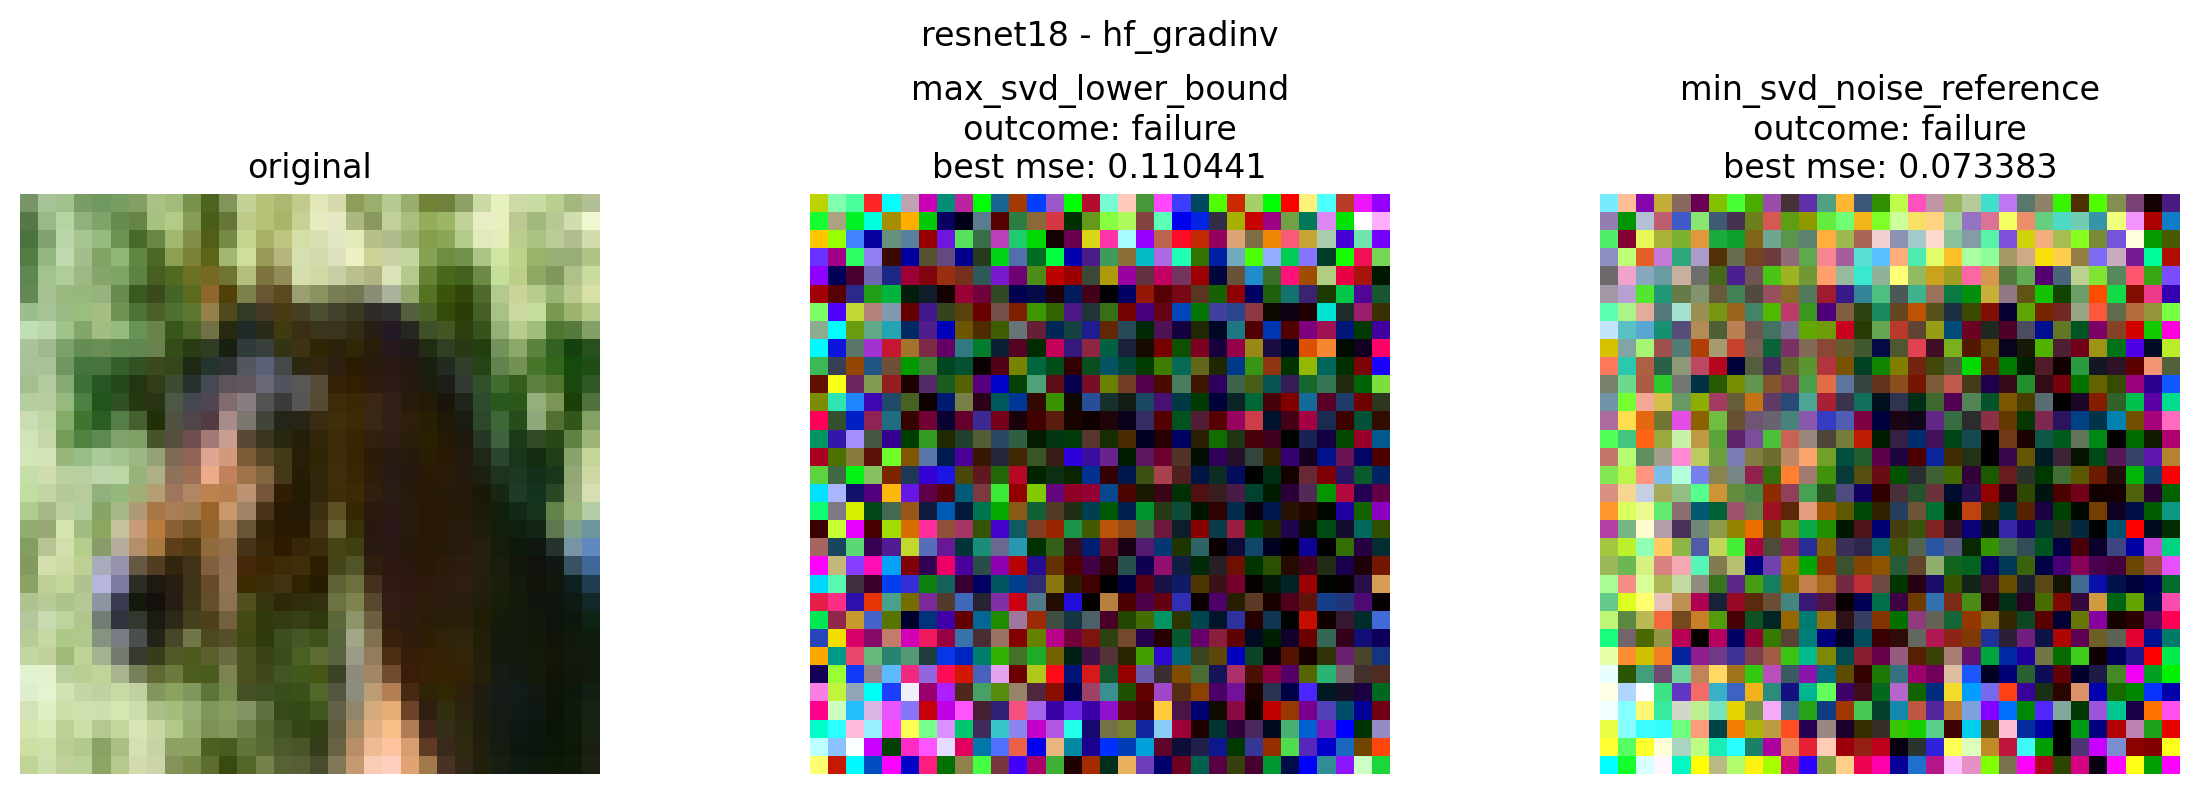 resnet18 - hf_gradinv
original
max_svd_lower_bound
outcome: failure
best mse: 0.110441
min_svd_noise_reference
outcome: failure
best mse: 0.073383